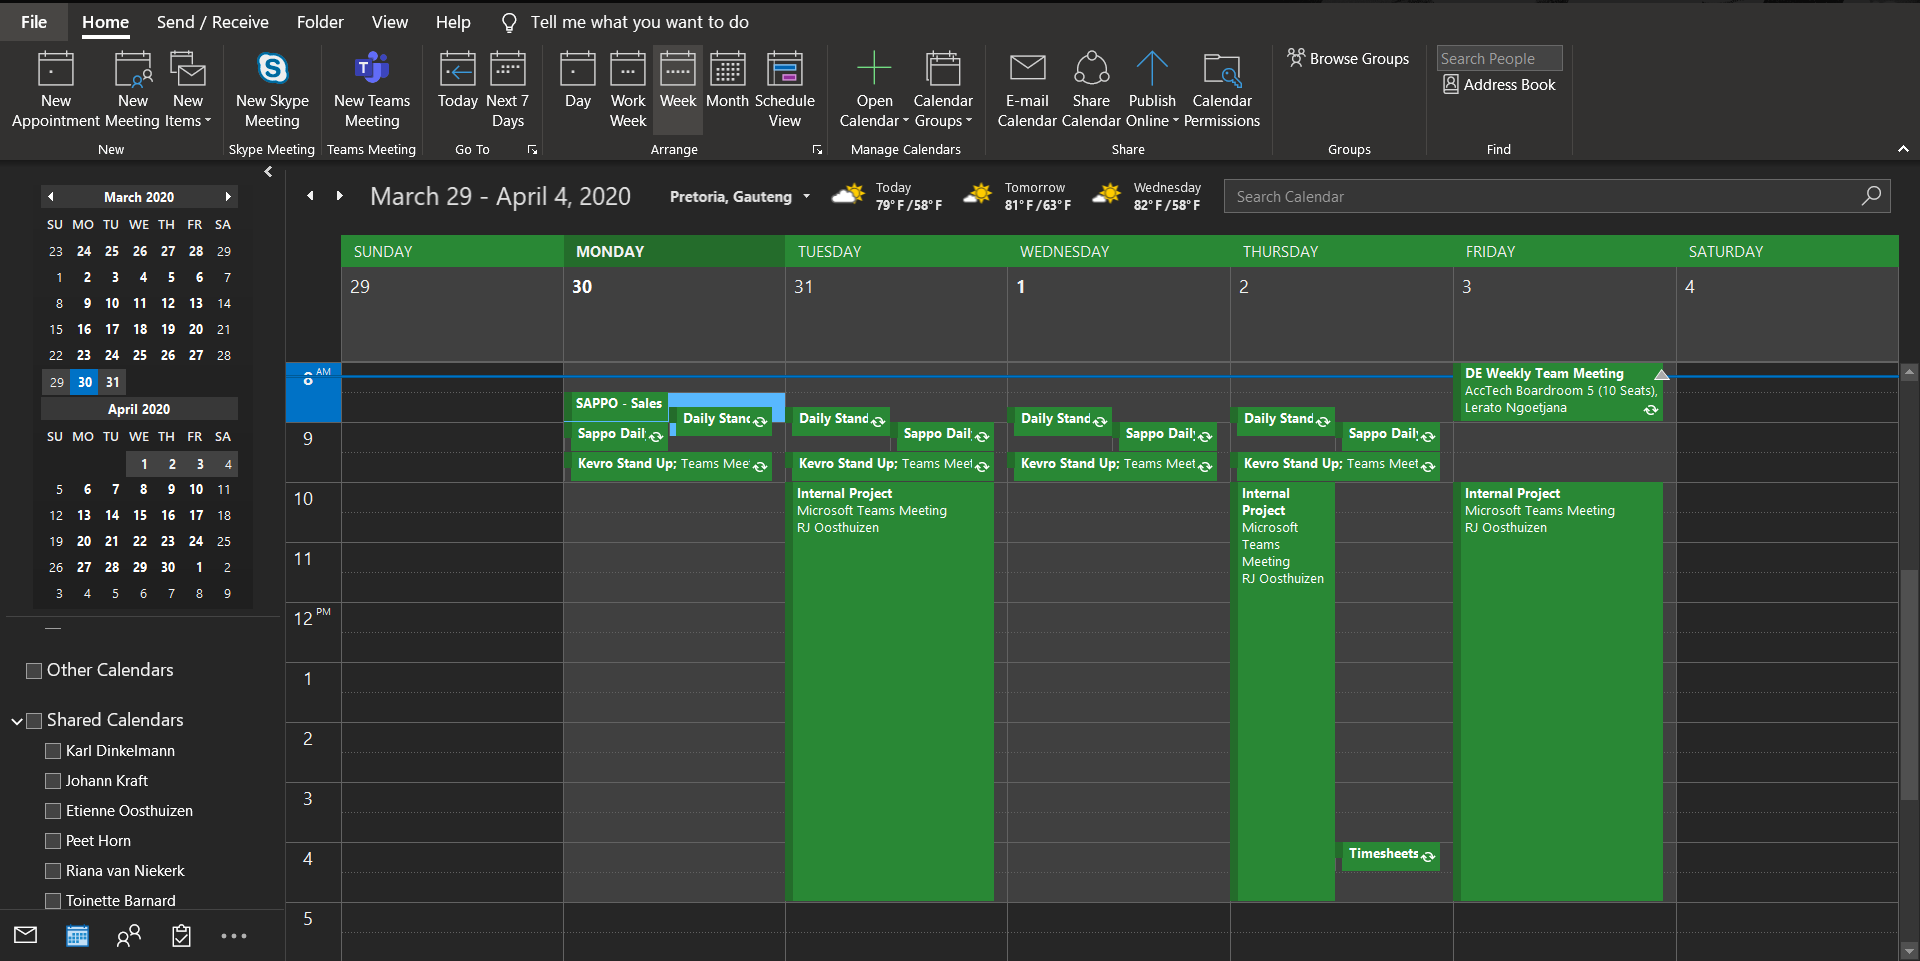 File Home Send / Receive Folder View Help Tell me what you want to do
New Appointment
New Meeting
New Items
New
New Skype Meeting
Skype Meeting
New Teams Meeting
Teams Meeting
Today
Next 7 Days
Go To
Day
Work Week
Week
Month
Schedule View
Arrange
Open Calendar
Calendar Groups
Manage Calendars
E-mail Calendar
Share Calendar
Publish Online
Calendar Permissions
Share
Browse Groups
Groups
Search People
Address Book
Find
March 2020
SU MO TU WE TH FR SA
23 24 25 26 27 28 29
1 2 3 4 5 6 7
8 9 10 11 12 13 14
15 16 17 18 19 20 21
22 23 24 25 26 27 28
29 30 31
April 2020
SU MO TU WE TH FR SA
1 2 3 4
5 6 7 8 9 10 11
12 13 14 15 16 17 18
19 20 21 22 23 24 25
26 27 28 29 30 1 2
3 4 5 6 7 8 9
Other Calendars
Shared Calendars
Karl Dinkelmann
Johann Kraft
Etienne Oosthuizen
Peet Horn
Riana van Niekerk
Toinette Barnard
March 29 - April 4, 2020
Pretoria, Gauteng
Today
79° F / 58° F
Tomorrow
81° F / 63° F
Wednesday
82° F / 58° F
Search Calendar
SUNDAY MONDAY TUESDAY WEDNESDAY THURSDAY FRIDAY SATURDAY
29 30 31 1 2 3 4
8 AM
9
10
11
12 PM
1
2
3
4
5
SAPPO - Sales
Daily Stanc
Sappo Dail
Kevro Stand Up; Teams Mee
Daily Stand
Sappo Dail
Kevro Stand Up; Teams Meet
Internal Project
Microsoft Teams Meeting
RJ Oosthuizen
Daily Stand
Sappo Daily
Kevro Stand Up; Teams Meet
Daily Stand
Sappo Daily
Kevro Stand Up; Teams Meet
Internal
Project
Microsoft
Teams
Meeting
RJ Oosthuizen
Timesheets
DE Weekly Team Meeting
AccTech Boardroom 5 (10 Seats),
Lerato Ngoetjana
Internal Project
Microsoft Teams Meeting
RJ Oosthuizen